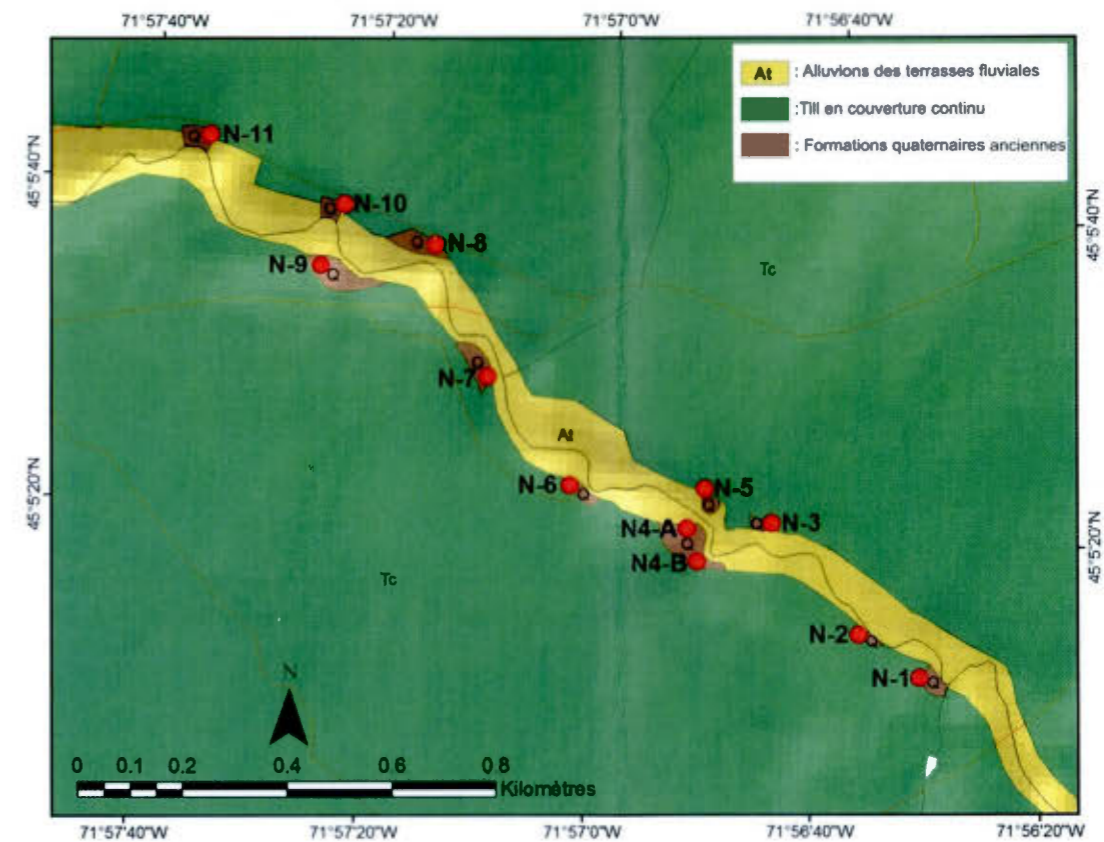 71°57'40"W 71°57'20"W 71°57'0"W 71°56'40"W
At : Alluvions des terrasses fluviales
:Till en couverture continu
: Formations quaternaires anciennes
45°5'40"N
45°5'40"N
Q N-11
Q N-10
Q N-8
N-9 Q
Tc
Q
N-7
At
N-6 Q
N-5
Q
N4-A
Q N-3
Q
N4-B
45°5'20"N
45°5'20"N
Tc
N-2 Q
N-1 Q
N
0 0.1 0.2 0.4 0.6 0.8
Kilomètres
71°57'40"W 71°57'20"W 71°57'0"W 71°56'40"W 71°56'20"W